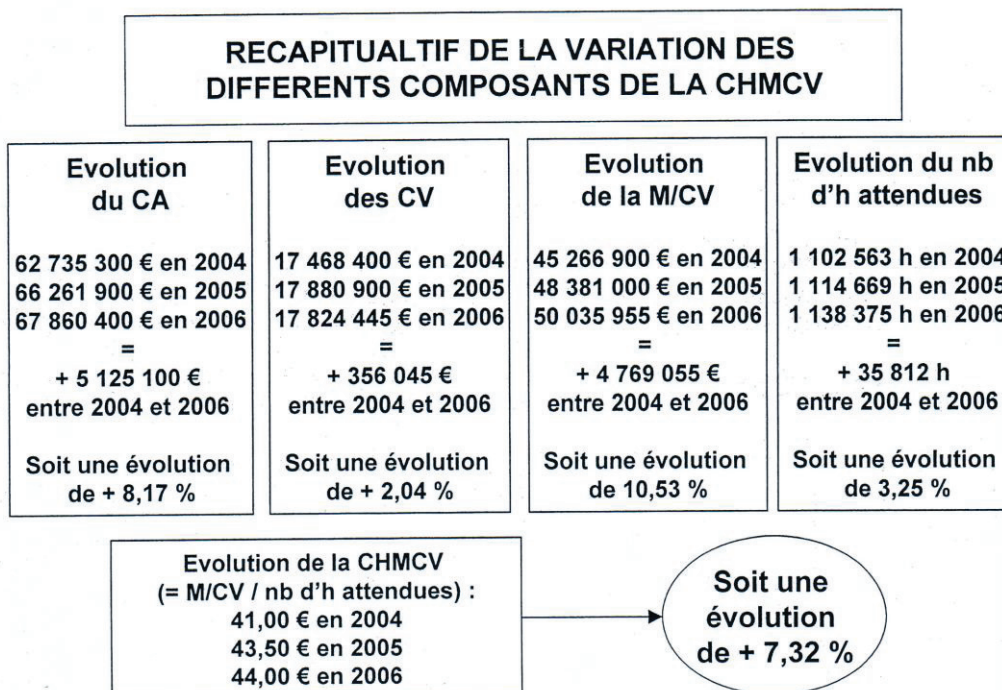 RECAPITUALTIF DE LA VARIATION DES
DIFFERENTS COMPOSANTS DE LA CHMCV
Evolution
du CA
62 735 300 € en 2004
66 261 900 € en 2005
67 860 400 € en 2006
=
+ 5 125 100 €
entre 2004 et 2006
Soit une évolution
de + 8,17 %
Evolution
des CV
17 468 400 € en 2004
17 880 900 € en 2005
17 824 445 € en 2006
=
+ 356 045 €
entre 2004 et 2006
Soit une évolution
de + 2,04 %
Evolution
de la M/CV
45 266 900 € en 2004
48 381 000 € en 2005
50 035 955 € en 2006
=
+ 4 769 055 €
entre 2004 et 2006
Soit une évolution
de 10,53 %
Evolution du nb
d'h attendues
1 102 563 h en 2004
1 114 669 h en 2005
1 138 375 h en 2006
=
+ 35 812 h
entre 2004 et 2006
Soit une évolution
de 3,25 %
Evolution de la CHMCV
(= M/CV / nb d'h attendues) :
41,00 € en 2004
43,50 € en 2005
44,00 € en 2006
Soit une
évolution
de + 7,32 %